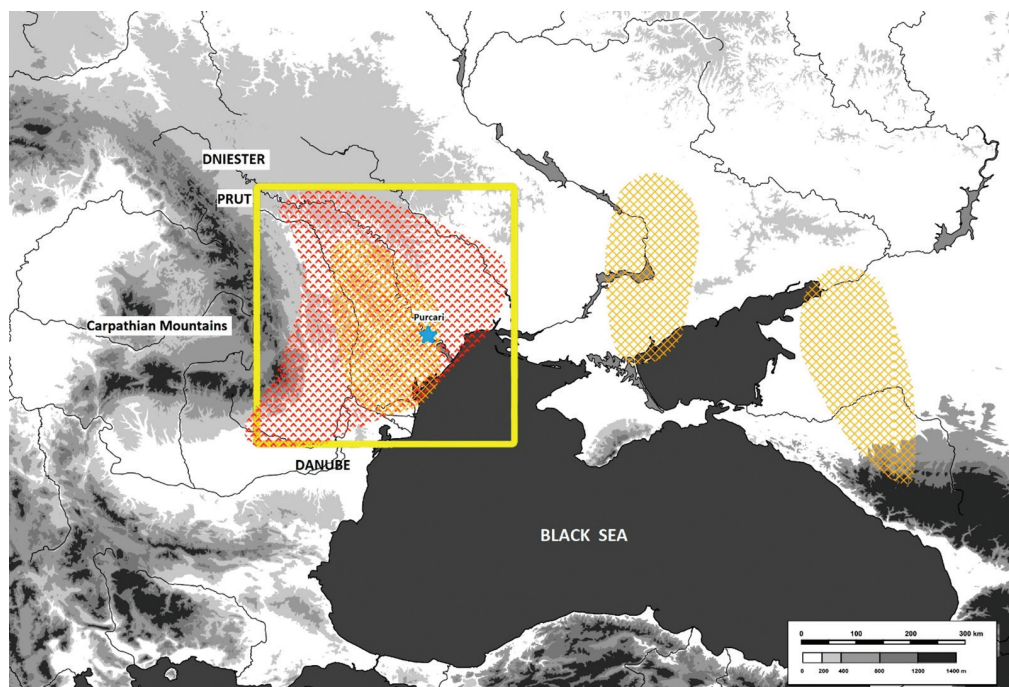 DNIESTER
PRUT
Purcari
Carpathian Mountains
DANUBE
BLACK SEA
0 100 200 300 km
0 200 400 800 1200 1400 m